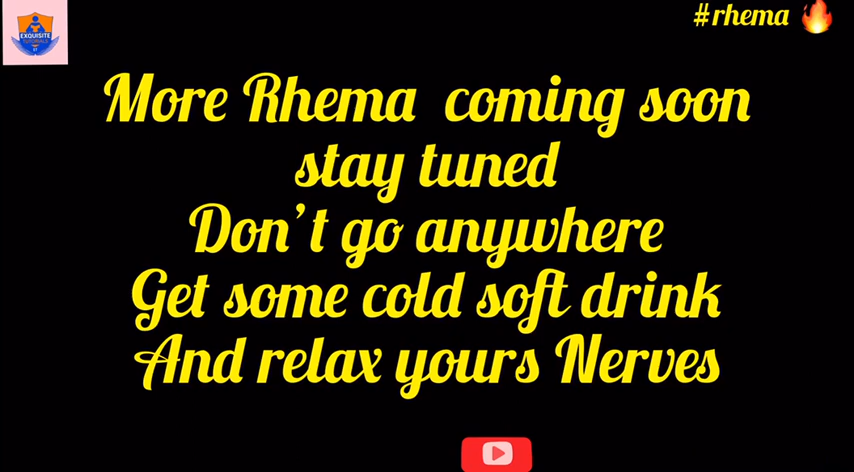 EXQUISITE
#rhema 🔥
More Rhema coming soon
stay tuned
Don't go anywhere
Get some cold soft drink
And relax yours Nerves